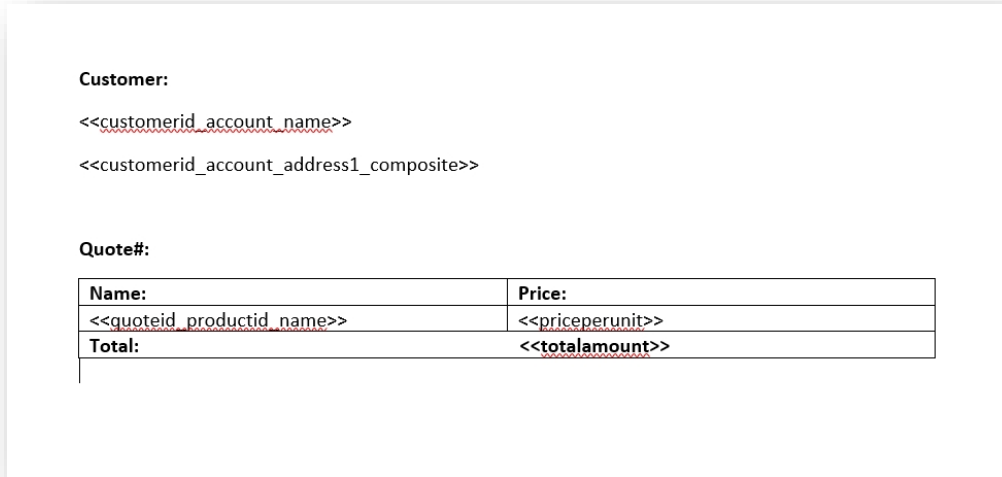 Customer:
<<customerid_account_name>>
<<customerid_account_address1_composite>>
Quote#:
Name: Price:
<<quoteid_productid_name>> <<priceperunit>>
Total: <<totalamount>>